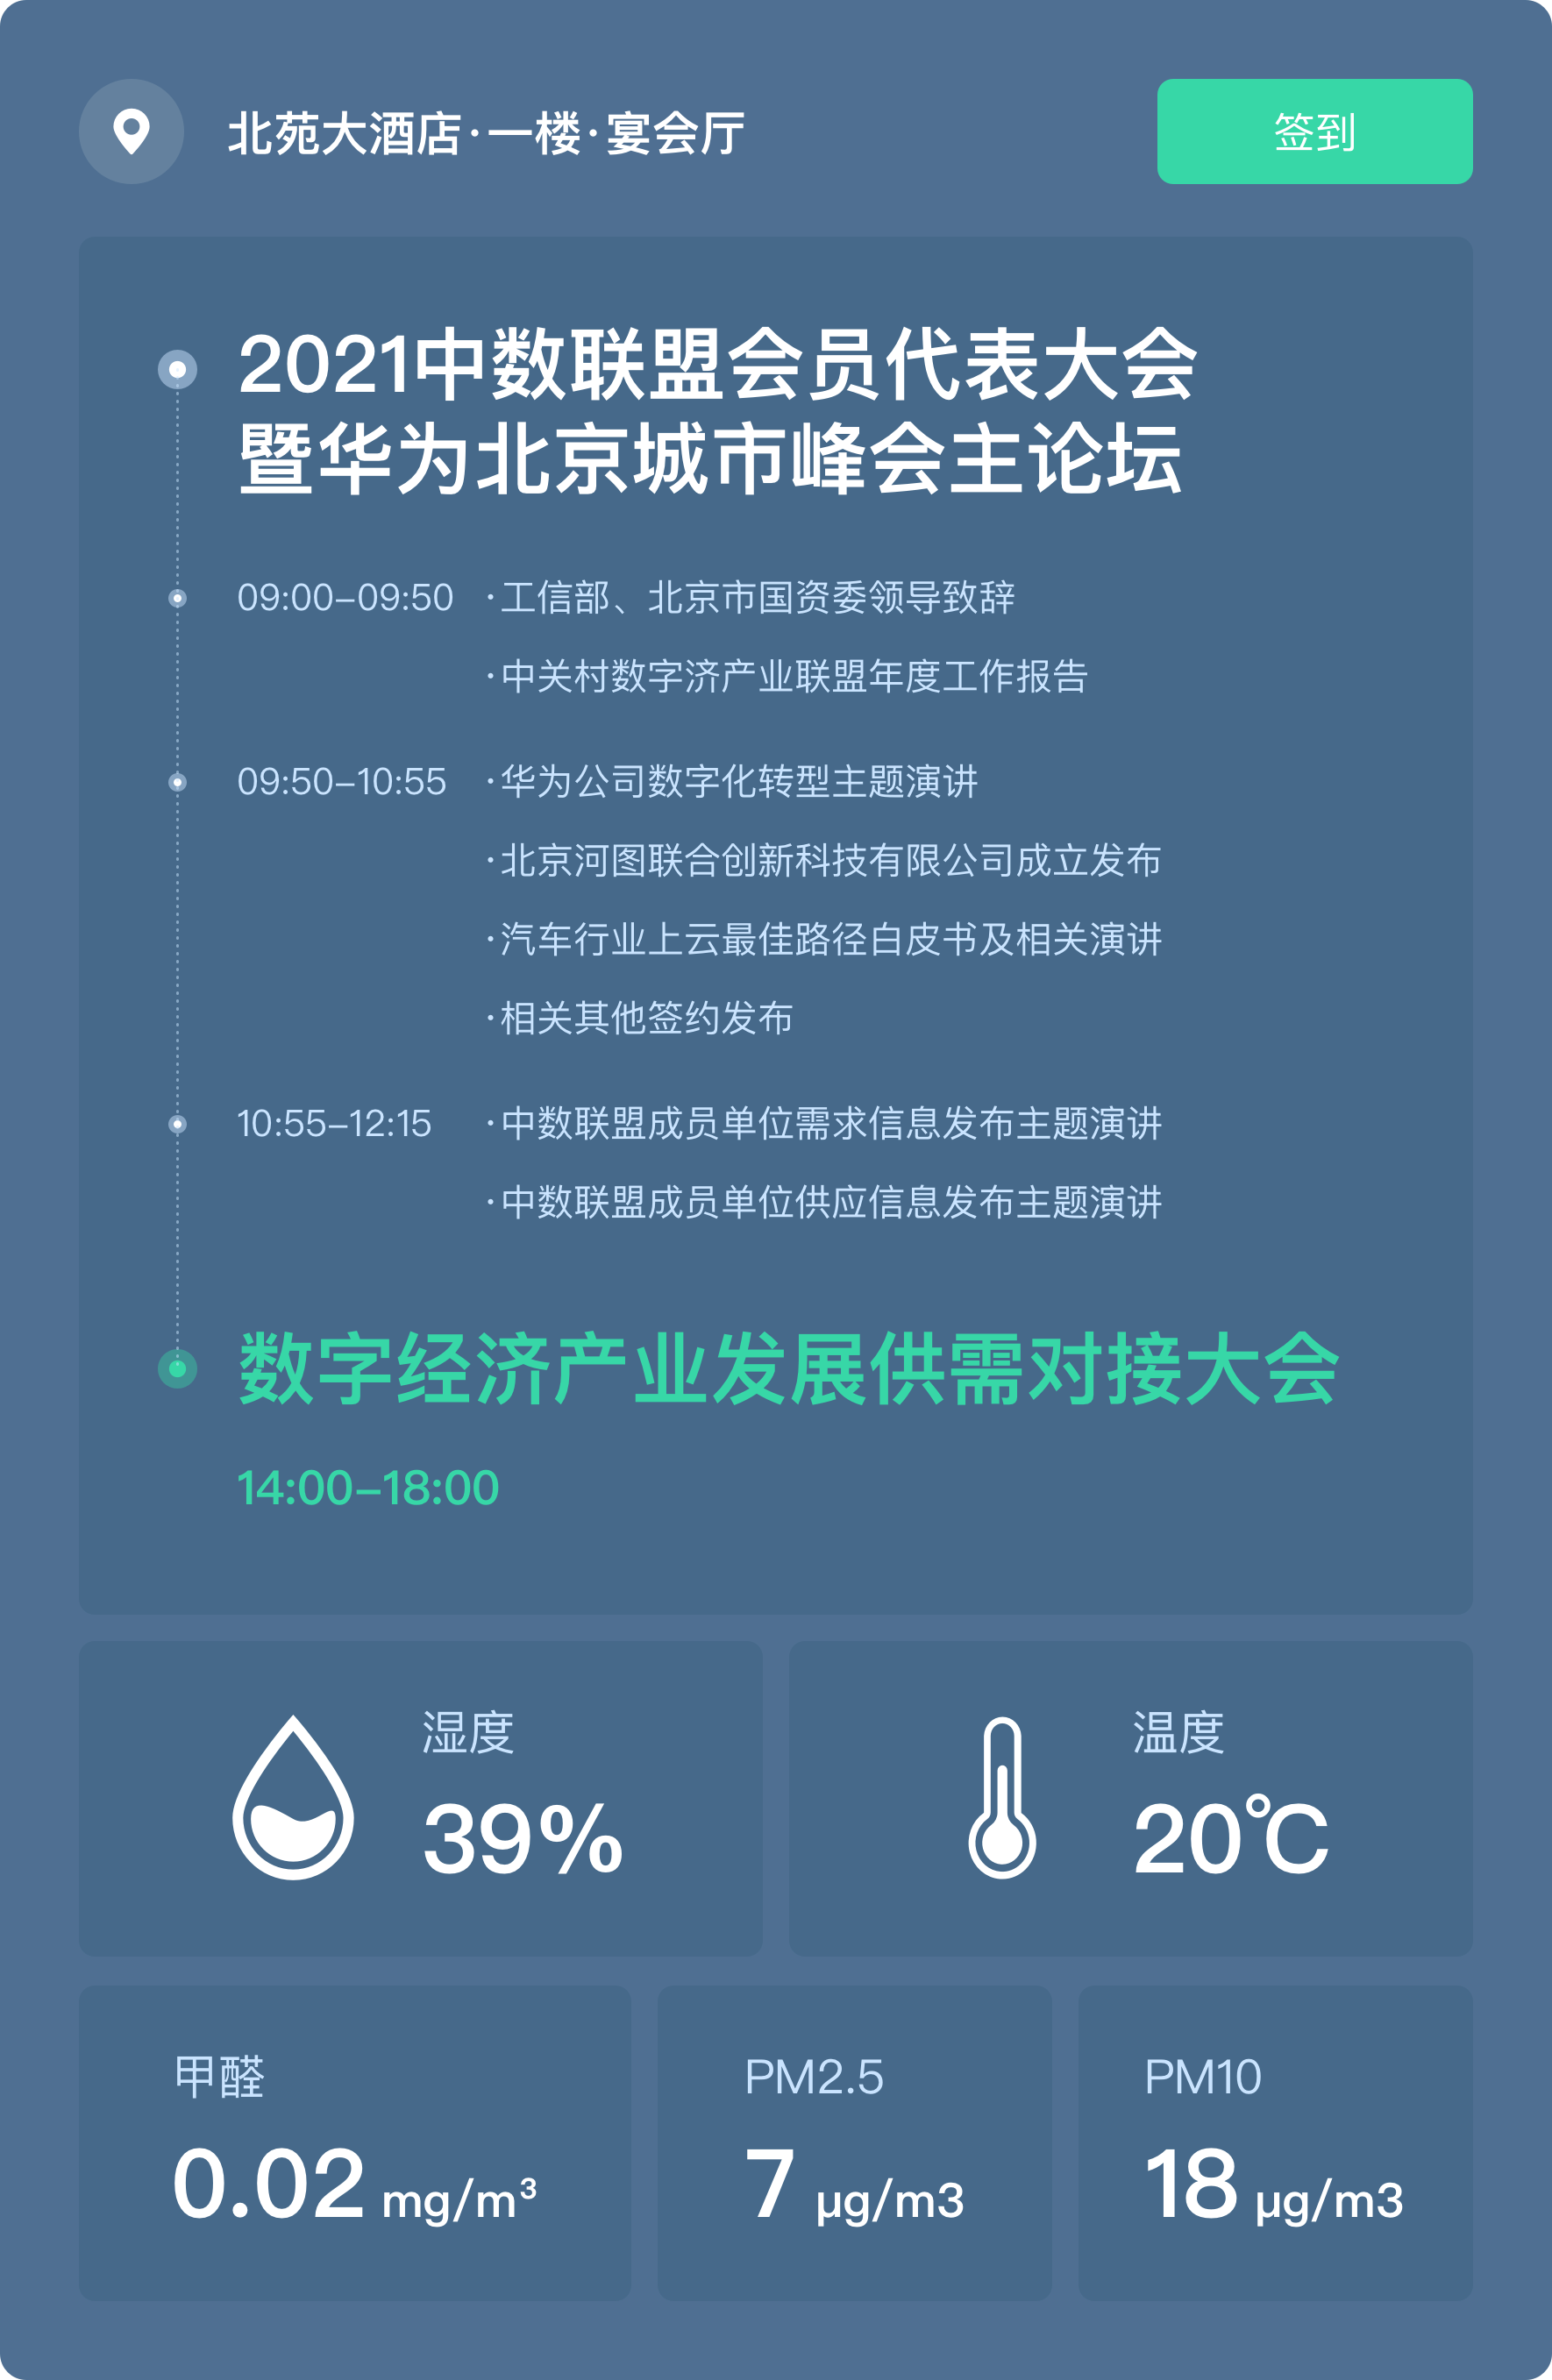 北苑大酒店·一楼·宴会厅
签到
2021中数联盟会员代表大会
暨华为北京城市峰会主论坛
09:00–09:50 ·工信部、北京市国资委领导致辞
·中关村数字济产业联盟年度工作报告
09:50–10:55 ·华为公司数字化转型主题演讲
·北京河图联合创新科技有限公司成立发布
·汽车行业上云最佳路径白皮书及相关演讲
·相关其他签约发布
10:55–12:15 ·中数联盟成员单位需求信息发布主题演讲
·中数联盟成员单位供应信息发布主题演讲
数字经济产业发展供需对接大会
14:00–18:00
湿度
39%
温度
20℃
甲醛
0.02 mg/m³
PM2.5
7 μg/m3
PM10
18 μg/m3